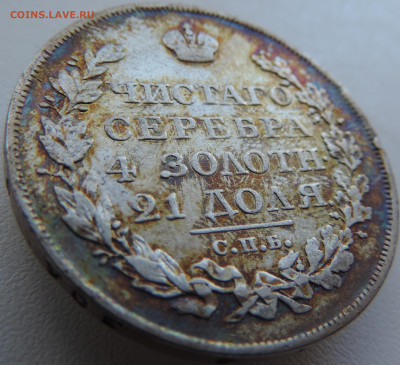 COINS.LAVE.RU
ЧИСТАГО
СЕРЕБРА
4 ЗОЛОТН
21 ДОЛЯ
С.П.Б.